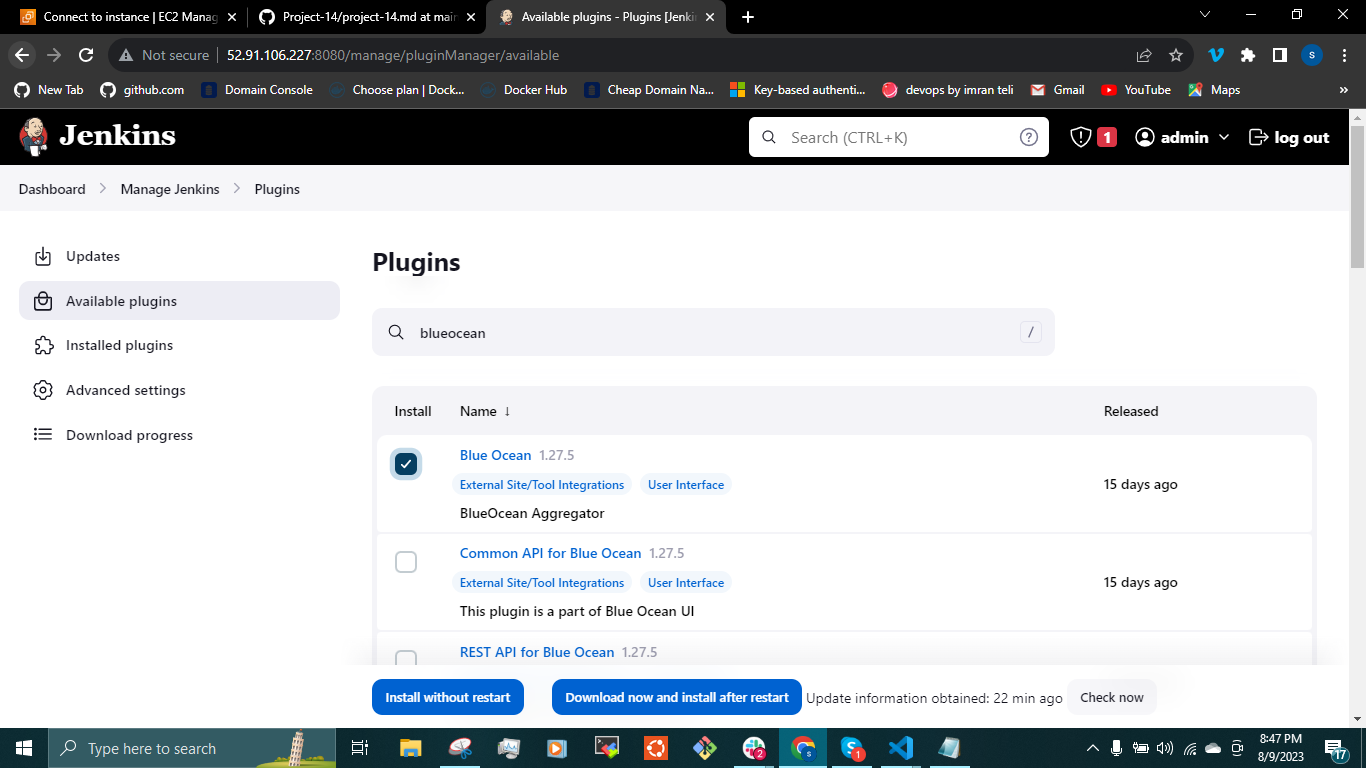 Connect to instance | EC2 Manag
Project-14/project-14.md at main
Available plugins - Plugins [Jenki
Not secure
52.91.106.227:8080/manage/pluginManager/available
S
New Tab
github.com
Domain Console
Choose plan | Dock...
Docker Hub
Cheap Domain Na...
Key-based authenti...
devops by imran teli
Gmail
YouTube
Maps
»
Jenkins
Search (CTRL+K)
?
1
admin
log out
Dashboard
Manage Jenkins
Plugins
Updates
Available plugins
Installed plugins
Advanced settings
Download progress
Plugins
blueocean
/
Install Name ↓ Released
Blue Ocean 1.27.5
External Site/Tool Integrations User Interface
15 days ago
BlueOcean Aggregator
Common API for Blue Ocean 1.27.5
External Site/Tool Integrations User Interface
15 days ago
This plugin is a part of Blue Ocean UI
REST API for Blue Ocean 1.27.5
Install without restart
Download now and install after restart
Update information obtained: 22 min ago
Check now
Type here to search
2
S
1
8:47 PM
8/9/2023
17